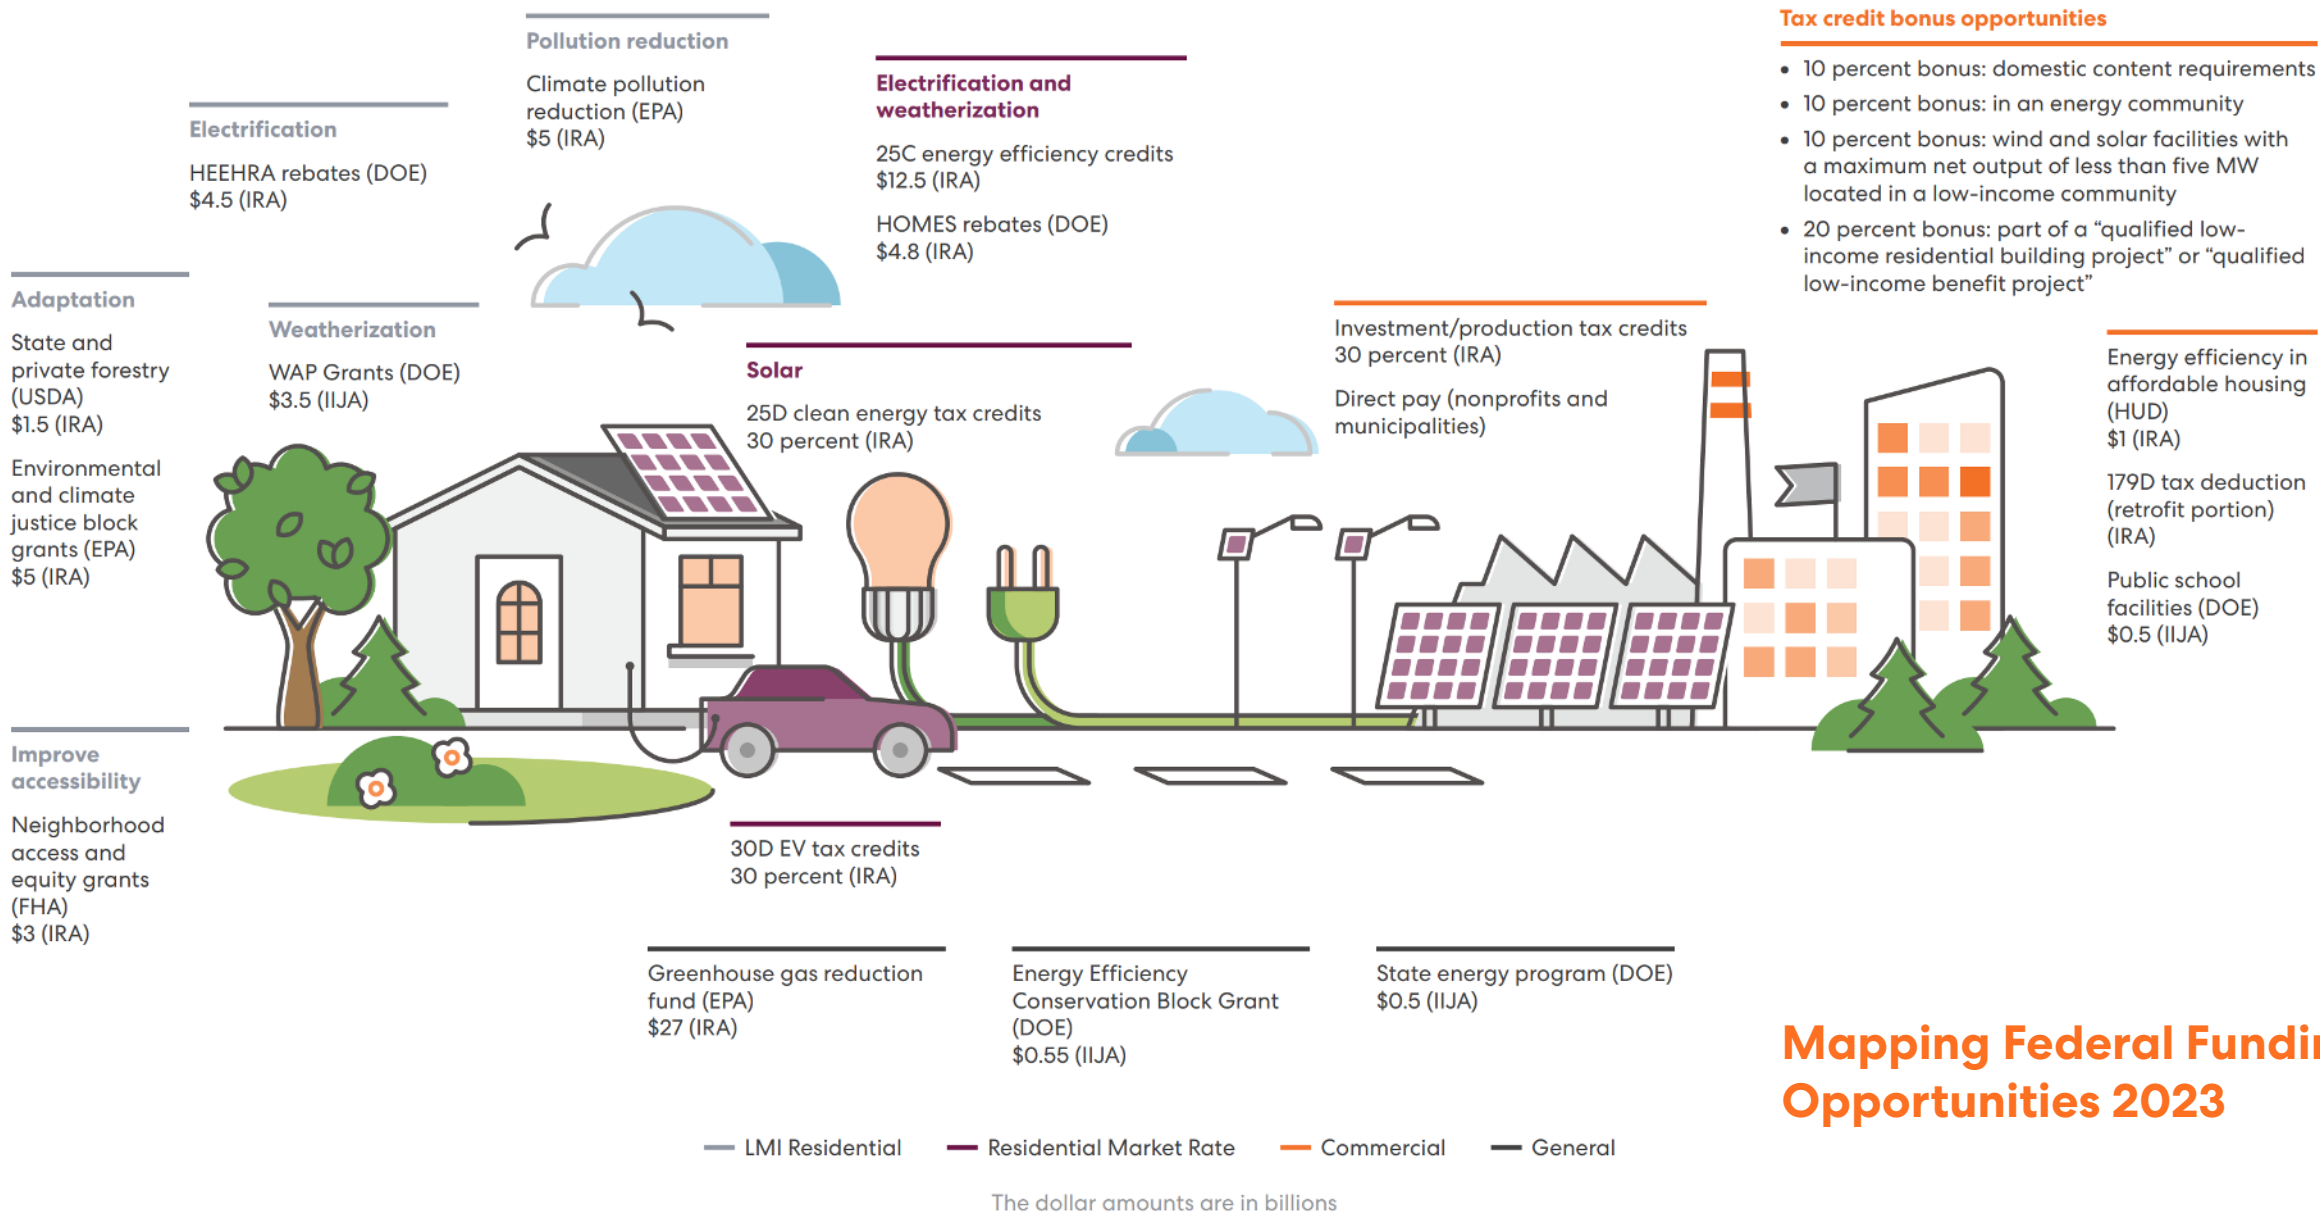 Pollution reduction
Climate pollution
reduction (EPA)
$5 (IRA)
Electrification and
weatherization
25C energy efficiency credits
$12.5 (IRA)
HOMES rebates (DOE)
$4.8 (IRA)
Tax credit bonus opportunities
• 10 percent bonus: domestic content requirements
• 10 percent bonus: in an energy community
• 10 percent bonus: wind and solar facilities with
a maximum net output of less than five MW
located in a low-income community
• 20 percent bonus: part of a “qualified low-
income residential building project” or “qualified
low-income benefit project”
Electrification
HEEHRA rebates (DOE)
$4.5 (IRA)
Adaptation
State and
private forestry
(USDA)
$1.5 (IRA)
Environmental
and climate
justice block
grants (EPA)
$5 (IRA)
Weatherization
WAP Grants (DOE)
$3.5 (IIJA)
Solar
25D clean energy tax credits
30 percent (IRA)
Investment/production tax credits
30 percent (IRA)
Direct pay (nonprofits and
municipalities)
Energy efficiency in
affordable housing
(HUD)
$1 (IRA)
179D tax deduction
(retrofit portion)
(IRA)
Public school
facilities (DOE)
$0.5 (IIJA)
Improve
accessibility
Neighborhood
access and
equity grants
(FHA)
$3 (IRA)
30D EV tax credits
30 percent (IRA)
Greenhouse gas reduction
fund (EPA)
$27 (IRA)
Energy Efficiency
Conservation Block Grant
(DOE)
$0.55 (IIJA)
State energy program (DOE)
$0.5 (IIJA)
Mapping Federal
Opportunities 2023
LMI Residential
Residential Market Rate
Commercial
General
The dollar amounts are in billions